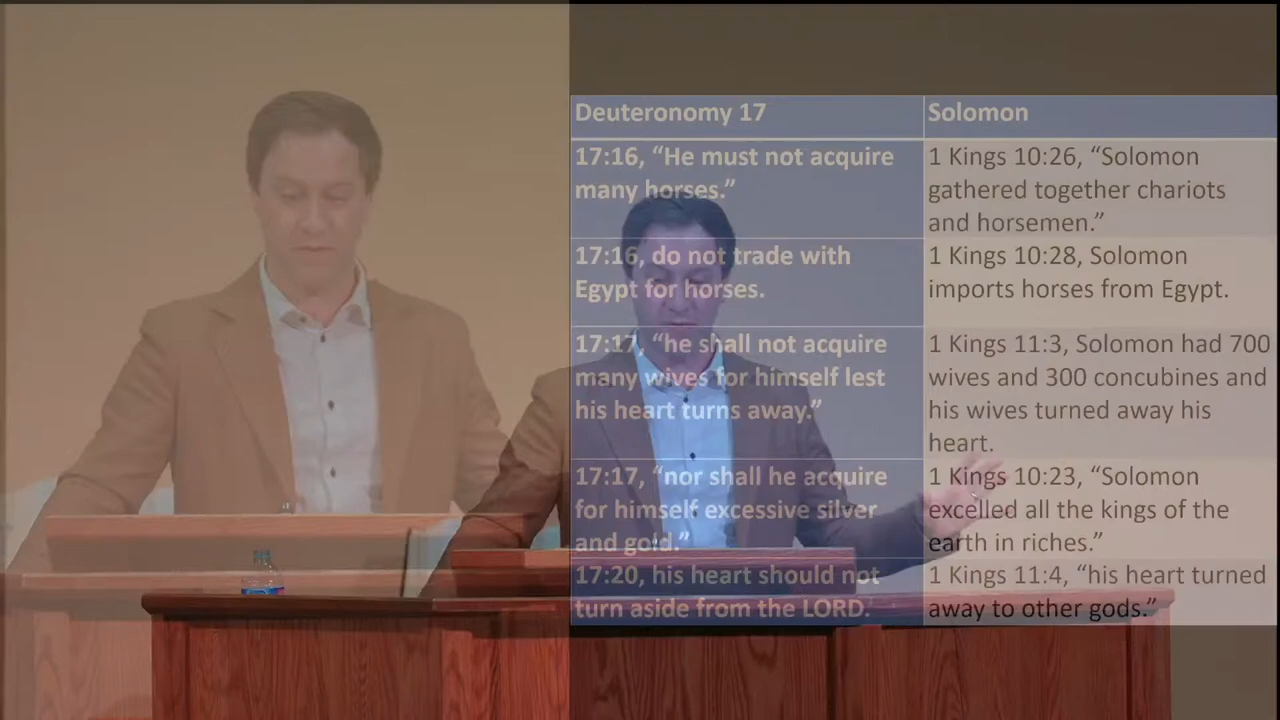 Deuteronomy 17
Solomon
17:16, “He must not acquire
many horses.”
1 Kings 10:26, “Solomon
gathered together chariots
and horsemen.”
17:16, do not trade with
Egypt for horses.
1 Kings 10:28, Solomon
imports horses from Egypt.
17:17, “he shall not acquire
many wives for himself lest
his heart turns away.”
1 Kings 11:3, Solomon had 700
wives and 300 concubines and
his wives turned away his
heart.
17:17, “nor shall he acquire
for himself excessive silver
and gold.”
1 Kings 10:23, “Solomon
excelled all the kings of the
earth in riches.”
17:20, his heart should not
turn aside from the LORD.
1 Kings 11:4, “his heart turned
away to other gods.”